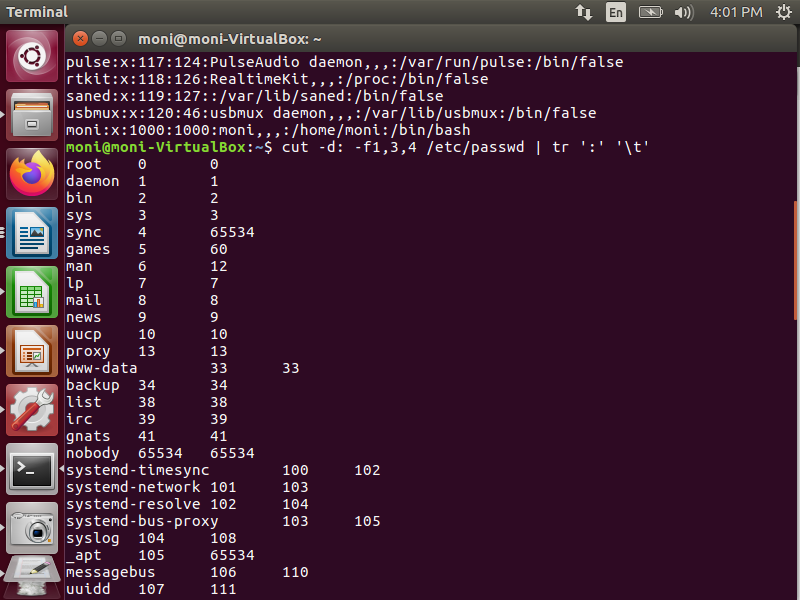 Terminal
En
4:01 PM
moni@moni-VirtualBox: ~
pulse:x:117:124:PulseAudio daemon,,,:/var/run/pulse:/bin/false
rtkit:x:118:126:RealtimeKit,,,:/proc:/bin/false
saned:x:119:127::/var/lib/saned:/bin/false
usbmux:x:120:46:usbmux daemon,,,:/var/lib/usbmux:/bin/false
moni:x:1000:1000:moni,,,:/home/moni:/bin/bash
moni@moni-VirtualBox:~$ cut -d: -f1,3,4 /etc/passwd | tr ':' '\t'
root	0	0
daemon	1	1
bin	2	2
sys	3	3
sync	4	65534
games	5	60
man	6	12
lp	7	7
mail	8	8
news	9	9
uucp	10	10
proxy	13	13
www-data	33	33
backup	34	34
list	38	38
irc	39	39
gnats	41	41
nobody	65534	65534
systemd-timesync	100	102
systemd-network	101	103
systemd-resolve	102	104
systemd-bus-proxy	103	105
syslog	104	108
_apt	105	65534
messagebus	106	110
uuidd	107	111